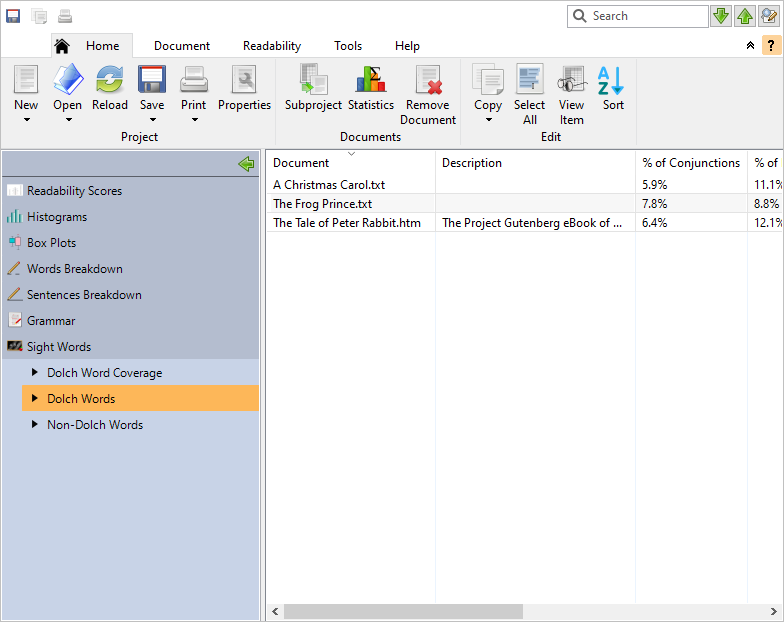 Search
Home Document Readability Tools Help
?
New Open Reload Save Print Properties Subproject Statistics Remove Document Copy Select All View Item Sort
Project Documents Edit
Readability Scores
Histograms
Box Plots
Words Breakdown
Sentences Breakdown
Grammar
Sight Words
Dolch Word Coverage
Dolch Words
Non-Dolch Words
Document Description % of Conjunctions % of
A Christmas Carol.txt 5.9% 11.1%
The Frog Prince.txt 7.8% 8.8%
The Tale of Peter Rabbit.htm The Project Gutenberg eBook of ... 6.4% 12.1%